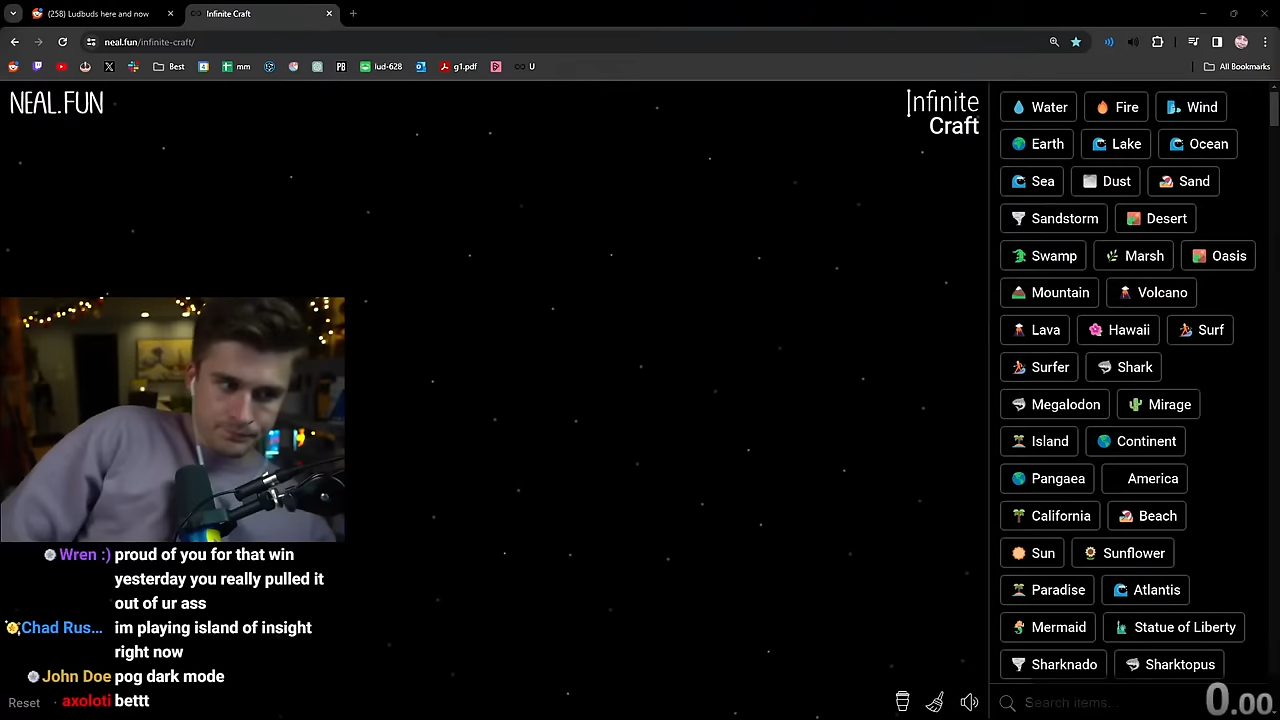 (258) Ludbuds here and now
Infinite Craft
neal.fun/infinite-craft/
Best
mm
PB
lud-628
g1.pdf
U
All Bookmarks
NEAL.FUN
Infinite
Craft
Water
Fire
Wind
Earth
Lake
Ocean
Sea
Dust
Sand
Sandstorm
Desert
Swamp
Marsh
Oasis
Mountain
Volcano
Lava
Hawaii
Surf
Surfer
Shark
Megalodon
Mirage
Island
Continent
Pangaea
America
California
Beach
Sun
Sunflower
Paradise
Atlantis
Mermaid
Statue of Liberty
Sharknado
Sharktopus
Wren :) proud of you for that win
yesterday you really pulled it
out of ur ass
Chad Rus... im playing island of insight
right now
John Doe pog dark mode
axoloti bettt
Reset
Search items...
0.00